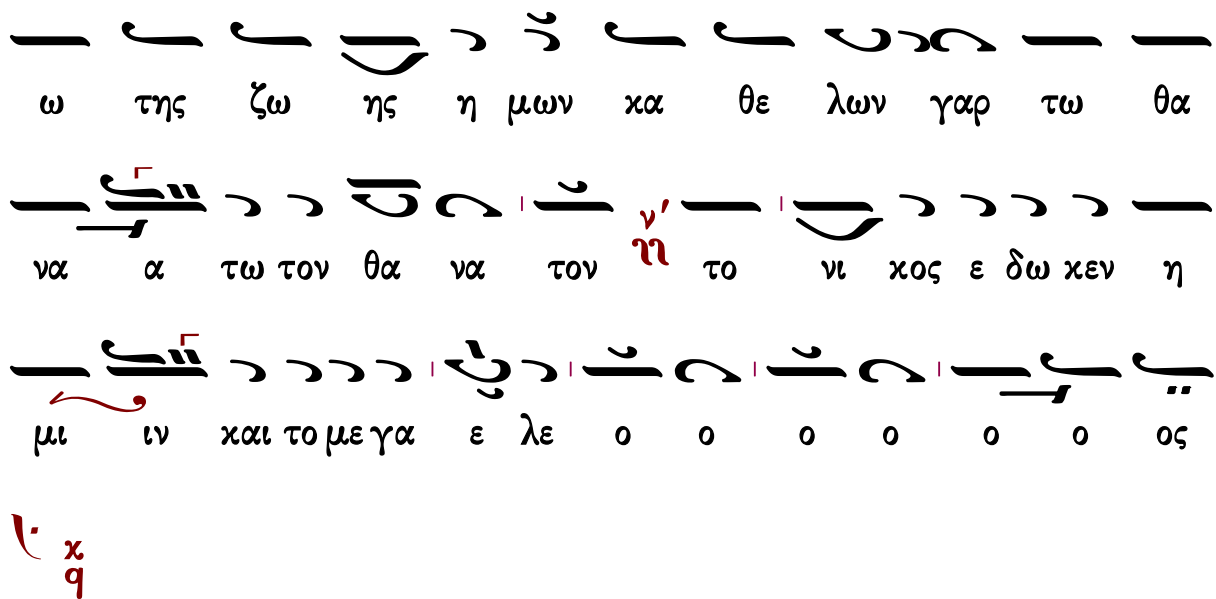 ω της ζω ης η μων κα θε λων γαρ τω θα
να α τω τον θα να τον ν΄ το νι κος ε δω κεν η
μι ιν και το με γα ε λε ο ο ο ο ο ο ος
κ
q